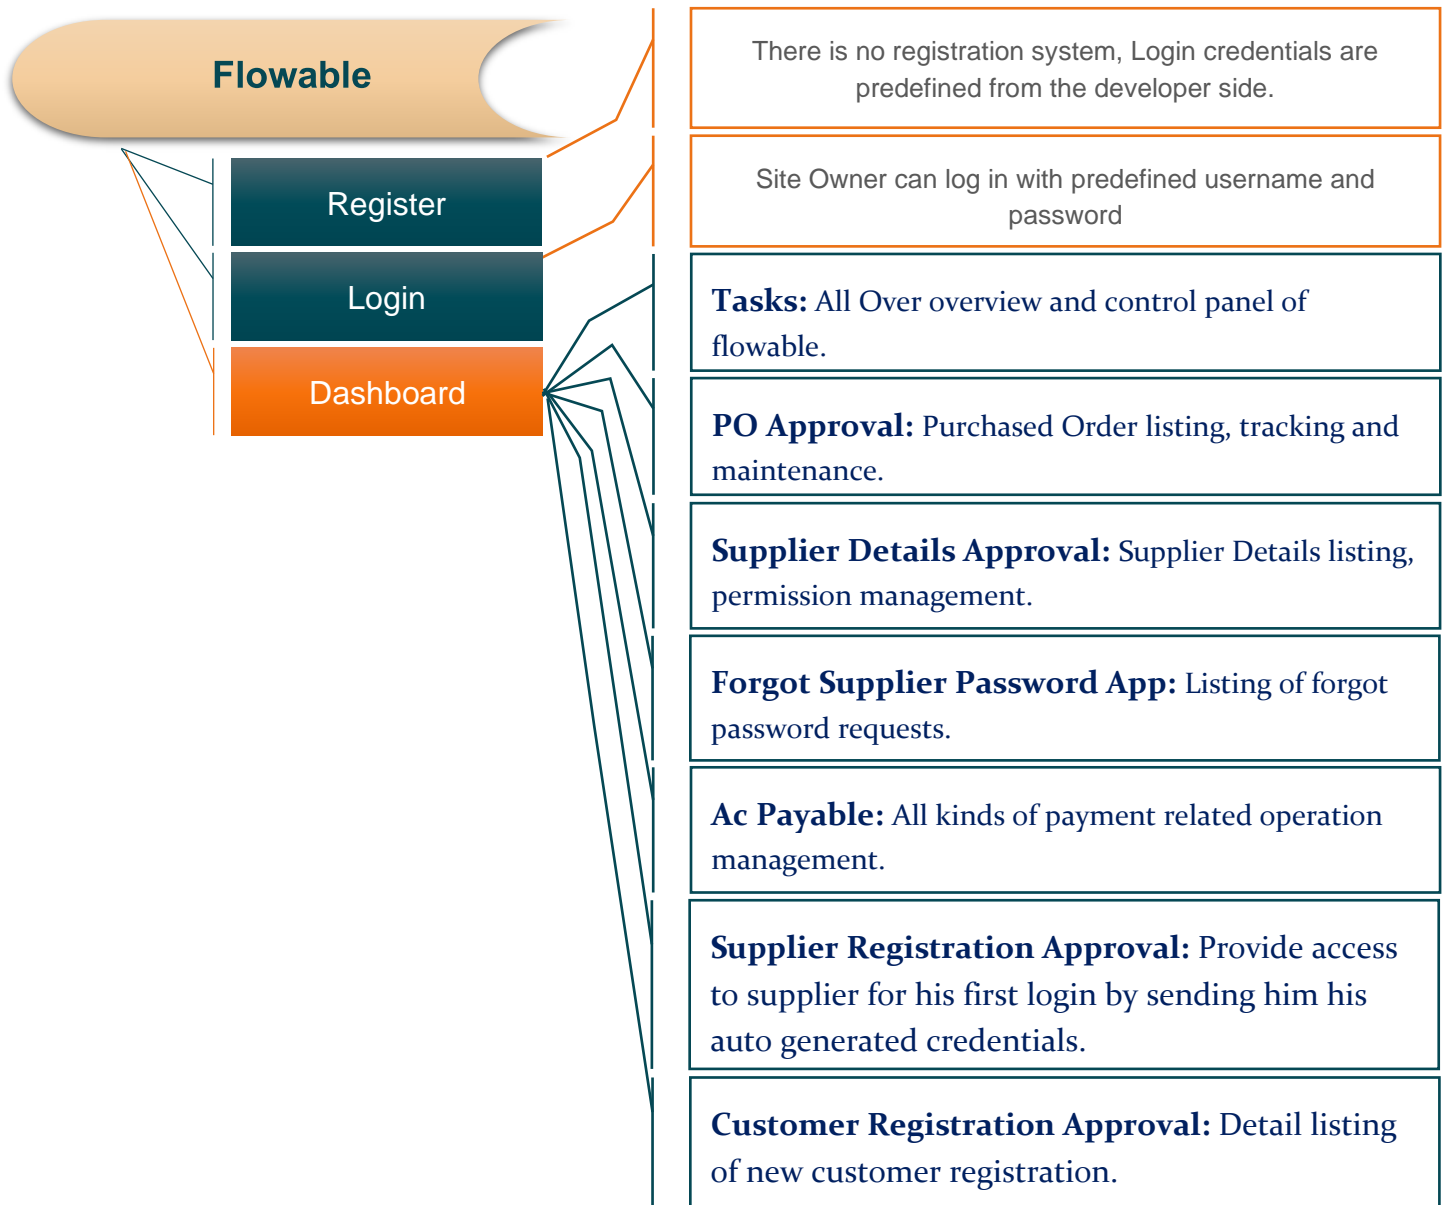 Flowable
Register
Login
Dashboard
There is no registration system, Login credentials are
predefined from the developer side.
Site Owner can log in with predefined username and
password
Tasks: All Over overview and control panel of
flowable.
PO Approval: Purchased Order listing, tracking and
maintenance.
Supplier Details Approval: Supplier Details listing,
permission management.
Forgot Supplier Password App: Listing of forgot
password requests.
Ac Payable: All kinds of payment related operation
management.
Supplier Registration Approval: Provide access
to supplier for his first login by sending him his
auto generated credentials.
Customer Registration Approval: Detail listing
of new customer registration.